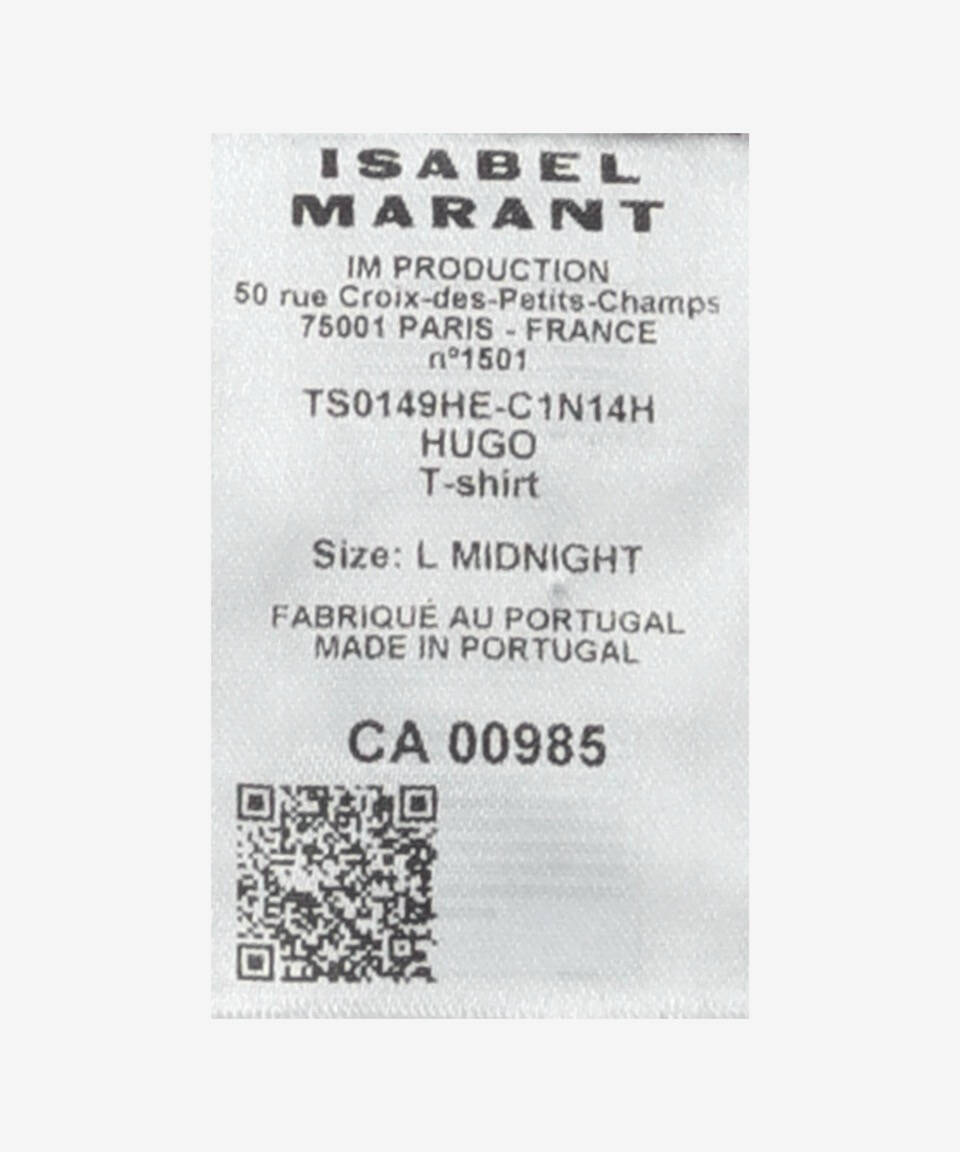 ISABEL
MARANT
IM PRODUCTION
50 rue Croix-des-Petits-Champs
75001 PARIS - FRANCE
n°1501
TS0149HE-C1N14H
HUGO
T-shirt
Size: L MIDNIGHT
FABRIQUÉ AU PORTUGAL
MADE IN PORTUGAL
CA 00985